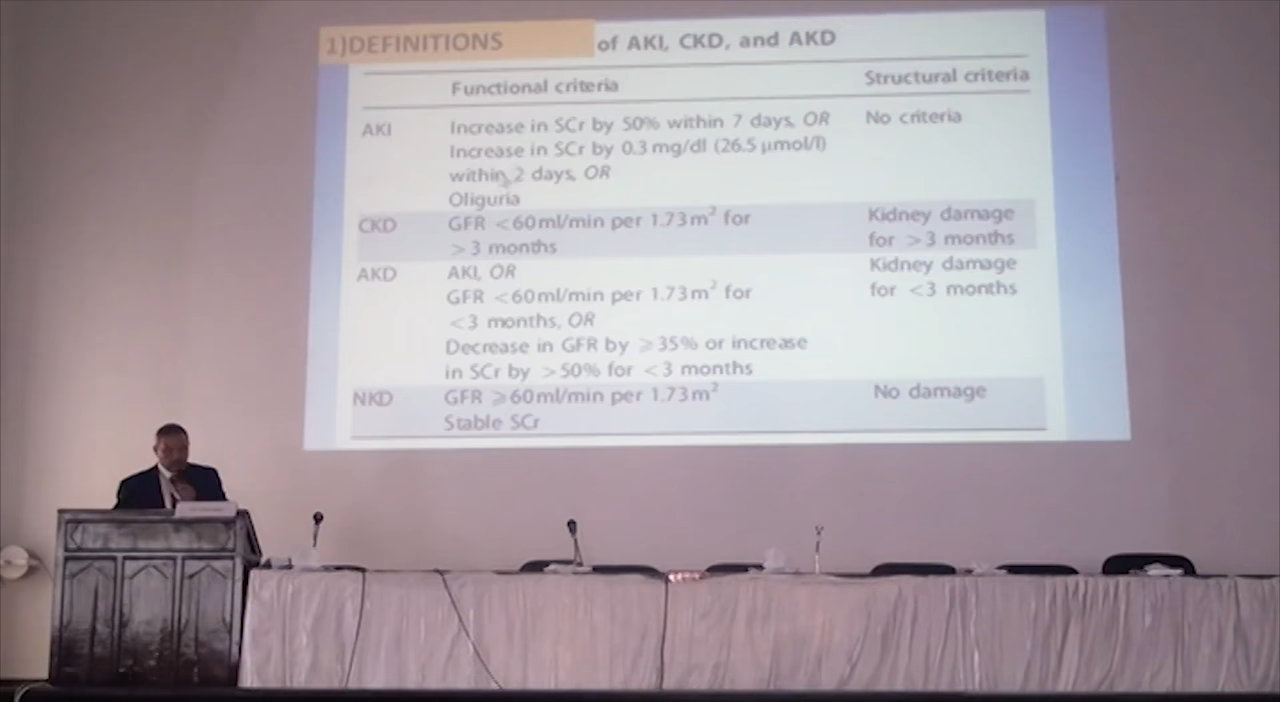 1)DEFINITIONS of AKI, CKD, and AKD
Functional criteria Structural criteria
AKI Increase in SCr by 50% within 7 days, OR No criteria
Increase in SCr by 0.3 mg/dl (26.5 μmol/l)
within 2 days, OR
Oliguria
CKD GFR <60 ml/min per 1.73 m² for Kidney damage
>3 months for >3 months
AKD AKI, OR Kidney damage
GFR <60 ml/min per 1.73 m² for for <3 months
<3 months, OR
Decrease in GFR by ⩾35% or increase
in SCr by >50% for <3 months
NKD GFR ⩾60 ml/min per 1.73 m² No damage
Stable SCr